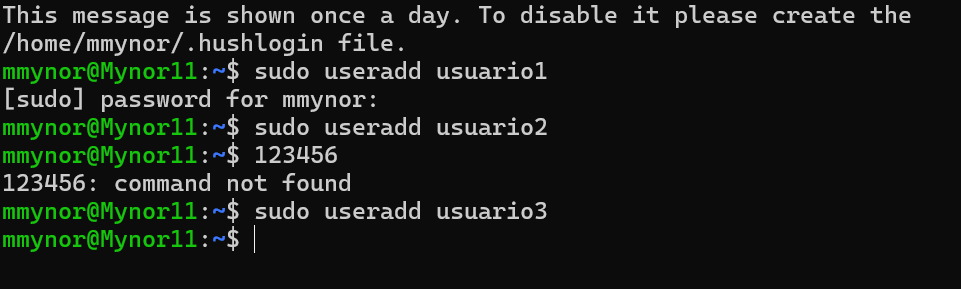 This message is shown once a day. To disable it please create the
/home/mmynor/.hushlogin file.
mmynor@Mynor11:~$ sudo useradd usuario1
[sudo] password for mmynor:
mmynor@Mynor11:~$ sudo useradd usuario2
mmynor@Mynor11:~$ 123456
123456: command not found
mmynor@Mynor11:~$ sudo useradd usuario3
mmynor@Mynor11:~$